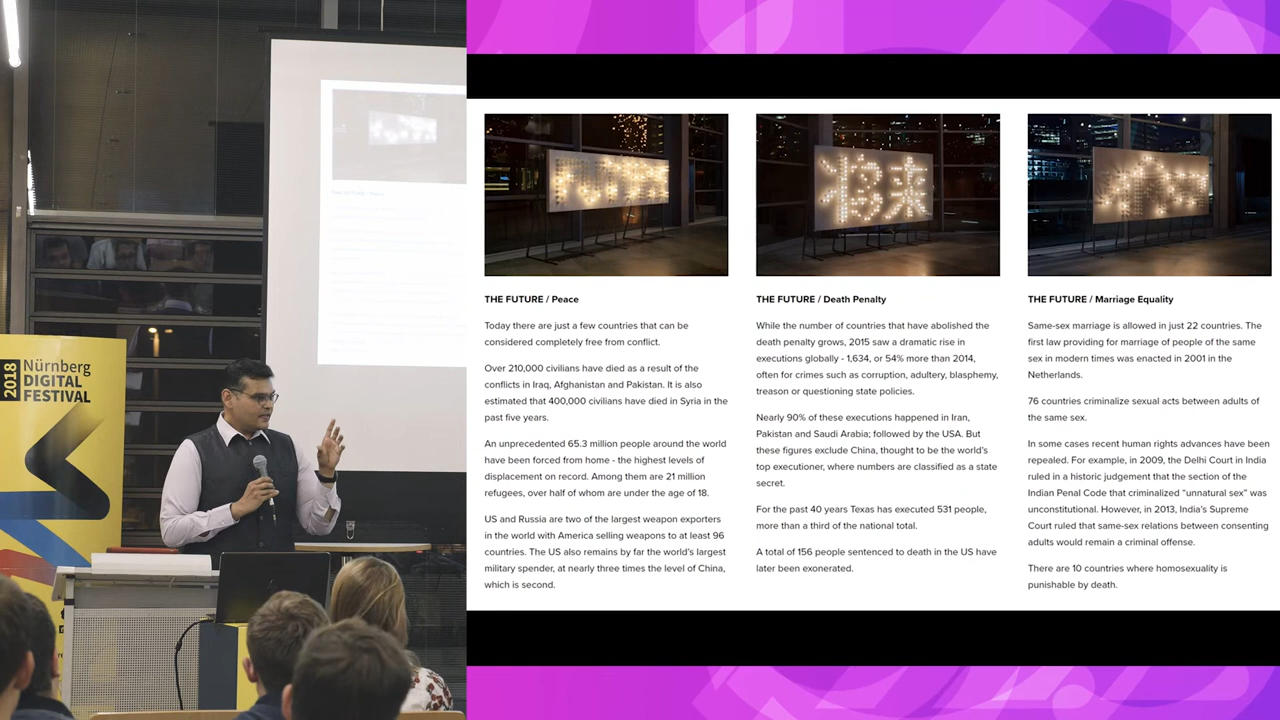 2018
Nürnberg
DIGITAL
FESTIVAL
将来
THE FUTURE / Peace
Today there are just a few countries that can be
considered completely free from conflict.
Over 210,000 civilians have died as a result of the
conflicts in Iraq, Afghanistan and Pakistan. It is also
estimated that 400,000 civilians have died in Syria in the
past five years.
An unprecedented 65.3 million people around the world
have been forced from home - the highest levels of
displacement on record. Among them are 21 million
refugees, over half of whom are under the age of 18.
US and Russia are two of the largest weapon exporters
in the world with America selling weapons to at least 96
countries. The US also remains by far the world's largest
military spender, at nearly three times the level of China,
which is second.
THE FUTURE / Death Penalty
While the number of countries that have abolished the
death penalty grows, 2015 saw a dramatic rise in
executions globally - 1,634, or 54% more than 2014,
often for crimes such as corruption, adultery, blasphemy,
treason or questioning state policies.
Nearly 90% of these executions happened in Iran,
Pakistan and Saudi Arabia; followed by the USA. But
these figures exclude China, thought to be the world's
top executioner, where numbers are classified as a state
secret.
For the past 40 years Texas has executed 531 people,
more than a third of the national total.
A total of 156 people sentenced to death in the US have
later been exonerated.
THE FUTURE / Marriage Equality
Same-sex marriage is allowed in just 22 countries. The
first law providing for marriage of people of the same
sex in modern times was enacted in 2001 in the
Netherlands.
76 countries criminalize sexual acts between adults of
the same sex.
In some cases recent human rights advances have been
repealed. For example, in 2009, the Delhi Court in India
ruled in a historic judgement that the section of the
Indian Penal Code that criminalized "unnatural sex" was
unconstitutional. However, in 2013, India's Supreme
Court ruled that same-sex relations between consenting
adults would remain a criminal offense.
There are 10 countries where homosexuality is
punishable by death.